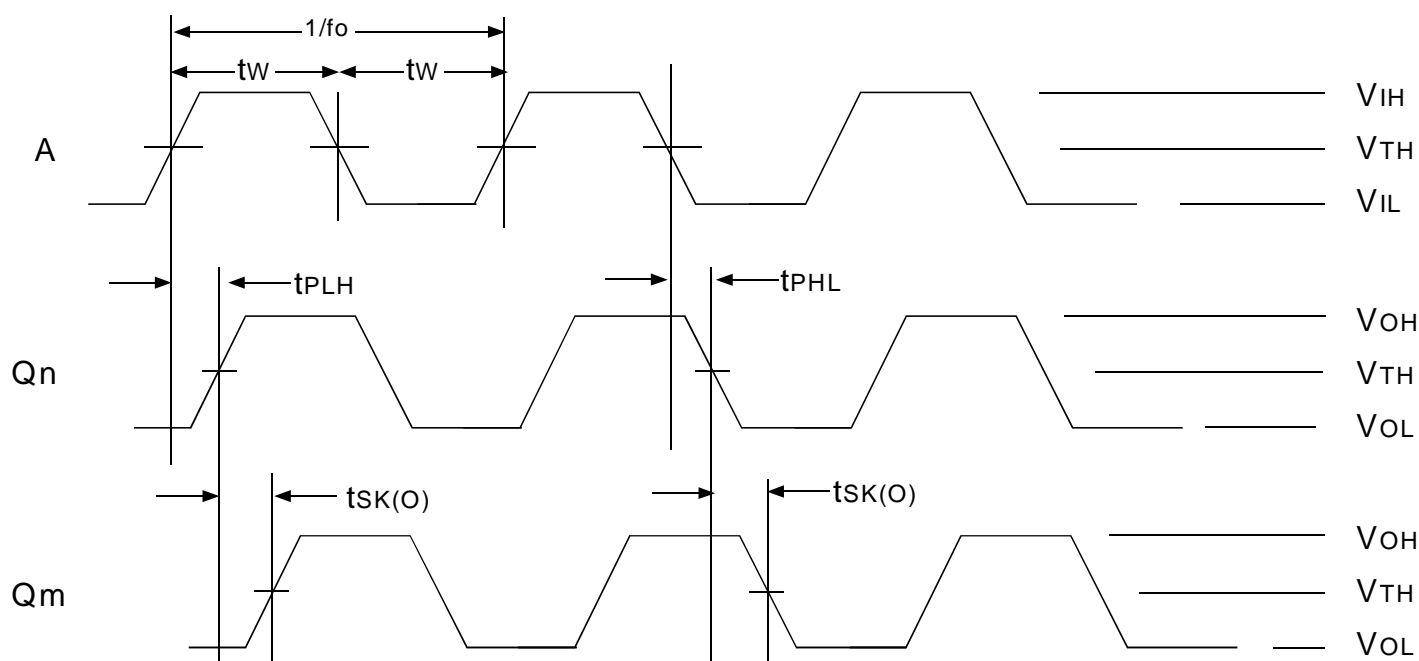 1/fo
tW tW
VIH
A
VTH
VIL
tPLH tPHL
VOH
Qn
VTH
VOL
tSK(O) tSK(O)
VOH
Qm
VTH
VOL